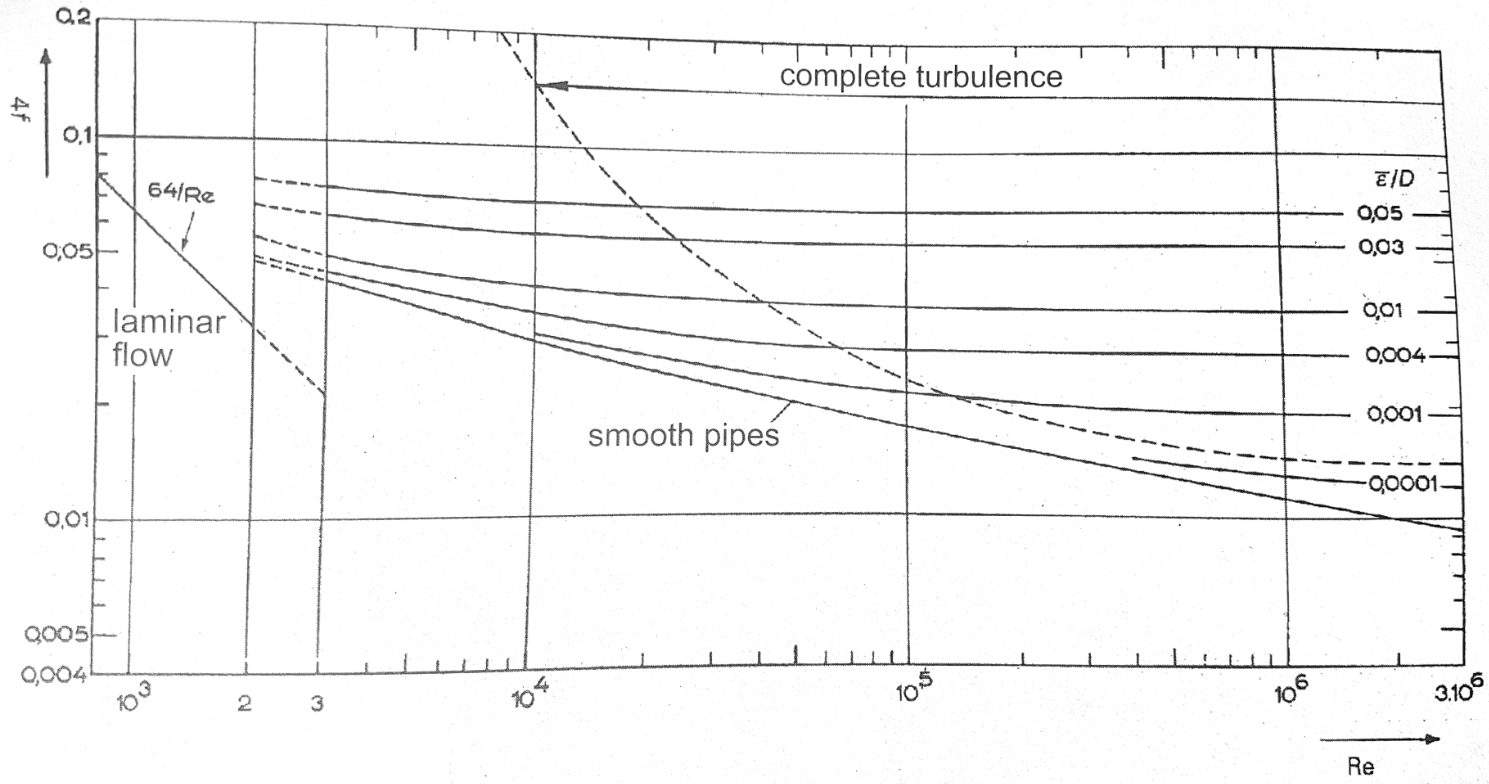 0,2
complete turbulence
4f
0,1
ε̅/D
64/Re
0,05
0,05
0,03
0,01
laminar
flow
0,004
0,001
smooth pipes
0,0001
0,01
0,005
0,004
10³
2
3
10⁴
10⁵
10⁶
3.10⁶
Re